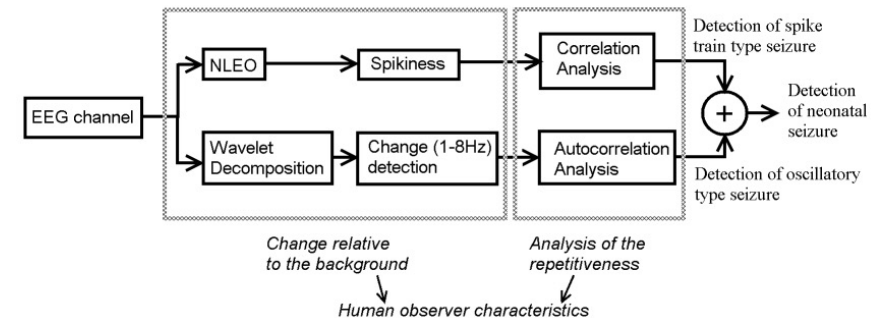 EEG channel
NLEO
Spikiness
Wavelet
Decomposition
Change (1-8Hz)
detection
Correlation
Analysis
Autocorrelation
Analysis
Detection of spike
train type seizure
+
Detection
of neonatal
seizure
Detection of oscillatory
type seizure
Change relative
to the background
Analysis of the
repetitiveness
Human observer characteristics